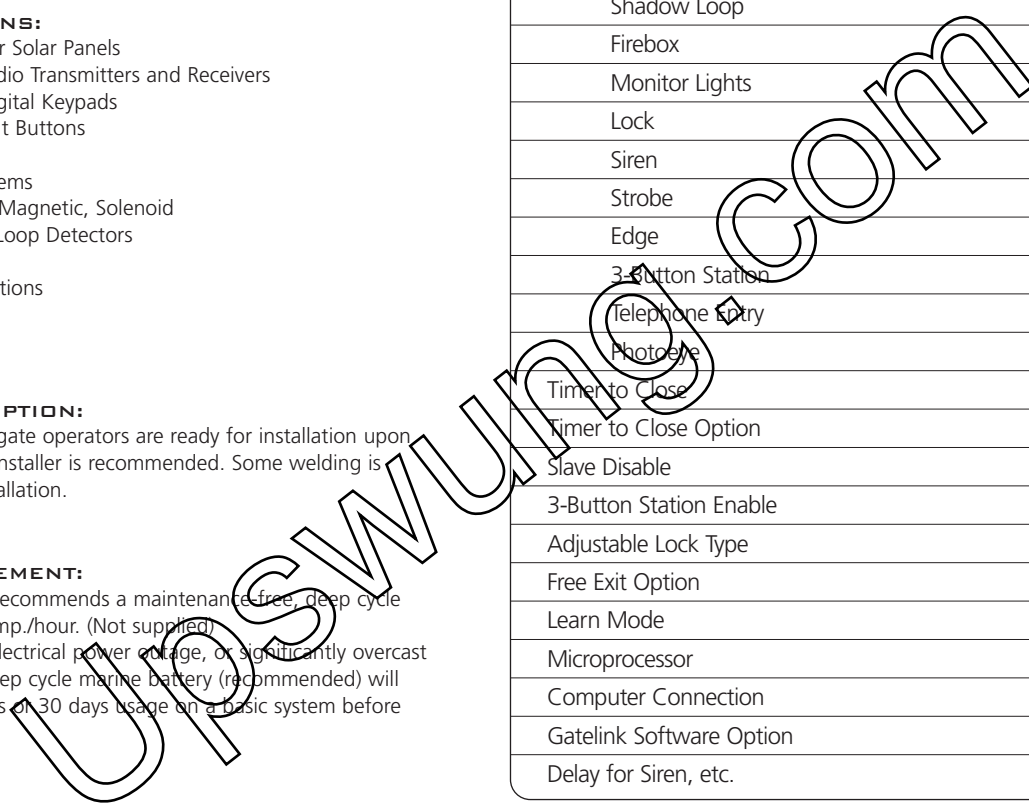 NS:
r Solar Panels
dio Transmitters and Receivers
gital Keypads
t Buttons
ems
Magnetic, Solenoid
Loop Detectors
tions
PTION:
gate operators are ready for installation upon
nstaller is recommended. Some welding is
allation.
EMENT:
ecommends a maintenance-free, deep cycle
mp./hour. (Not supplied)
lectrical power outage, or significantly overcast
ep cycle marine battery (recommended) will
s or 30 days usage on a basic system before
Shadow Loop
Firebox
Monitor Lights
Lock
Siren
Strobe
Edge
3-Button Station
Telephone Entry
Photoeye
Timer to Close
Timer to Close Option
Slave Disable
3-Button Station Enable
Adjustable Lock Type
Free Exit Option
Learn Mode
Microprocessor
Computer Connection
Gatelink Software Option
Delay for Siren, etc.
Upswung.com